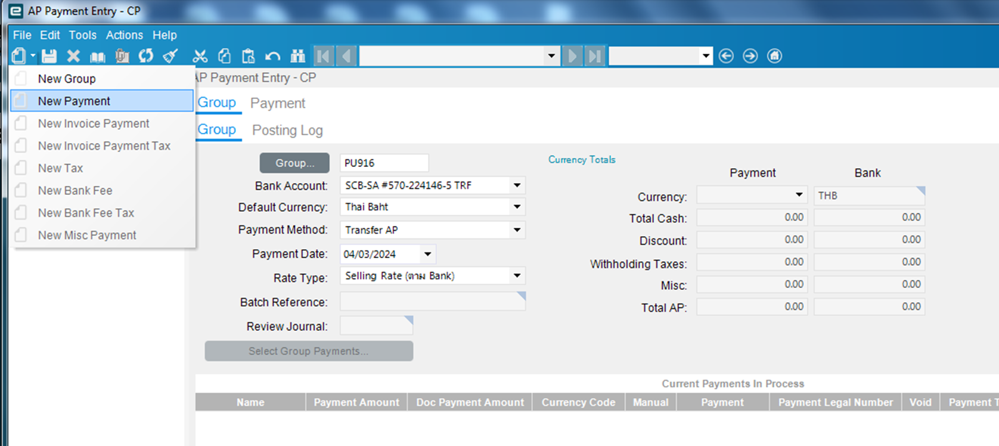 AP Payment Entry - CP
File Edit Tools Actions Help
New Group
New Payment
New Invoice Payment
New Invoice Payment Tax
New Tax
New Bank Fee
New Bank Fee Tax
New Misc Payment
AP Payment Entry - CP
Group Payment
Group Posting Log
Group... PU916
Bank Account: SCB-SA #570-224146-5 TRF
Default Currency: Thai Baht
Payment Method: Transfer AP
Payment Date: 04/03/2024
Rate Type: Selling Rate (ตาม Bank)
Batch Reference:
Review Journal:
Select Group Payments...
Currency Totals
Payment Bank
Currency: THB
Total Cash: 0.00 0.00
Discount: 0.00 0.00
Withholding Taxes: 0.00 0.00
Misc: 0.00 0.00
Total AP: 0.00 0.00
Current Payments In Process
Name Payment Amount Doc Payment Amount Currency Code Manual Payment Payment Legal Number Void Payment T